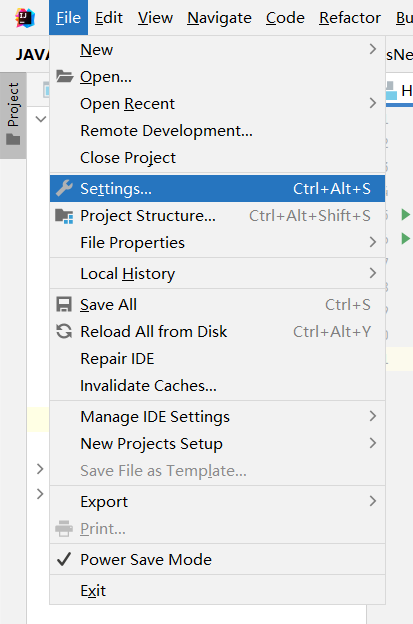 File Edit View Navigate Code Refactor Bu
JAVA
sNe
Project
H
New
Open...
Open Recent
Remote Development...
Close Project
Settings... Ctrl+Alt+S
Project Structure... Ctrl+Alt+Shift+S
File Properties
Local History
Save All Ctrl+S
Reload All from Disk Ctrl+Alt+Y
Repair IDE
Invalidate Caches...
Manage IDE Settings
New Projects Setup
Save File as Template...
Export
Print...
Power Save Mode
Exit